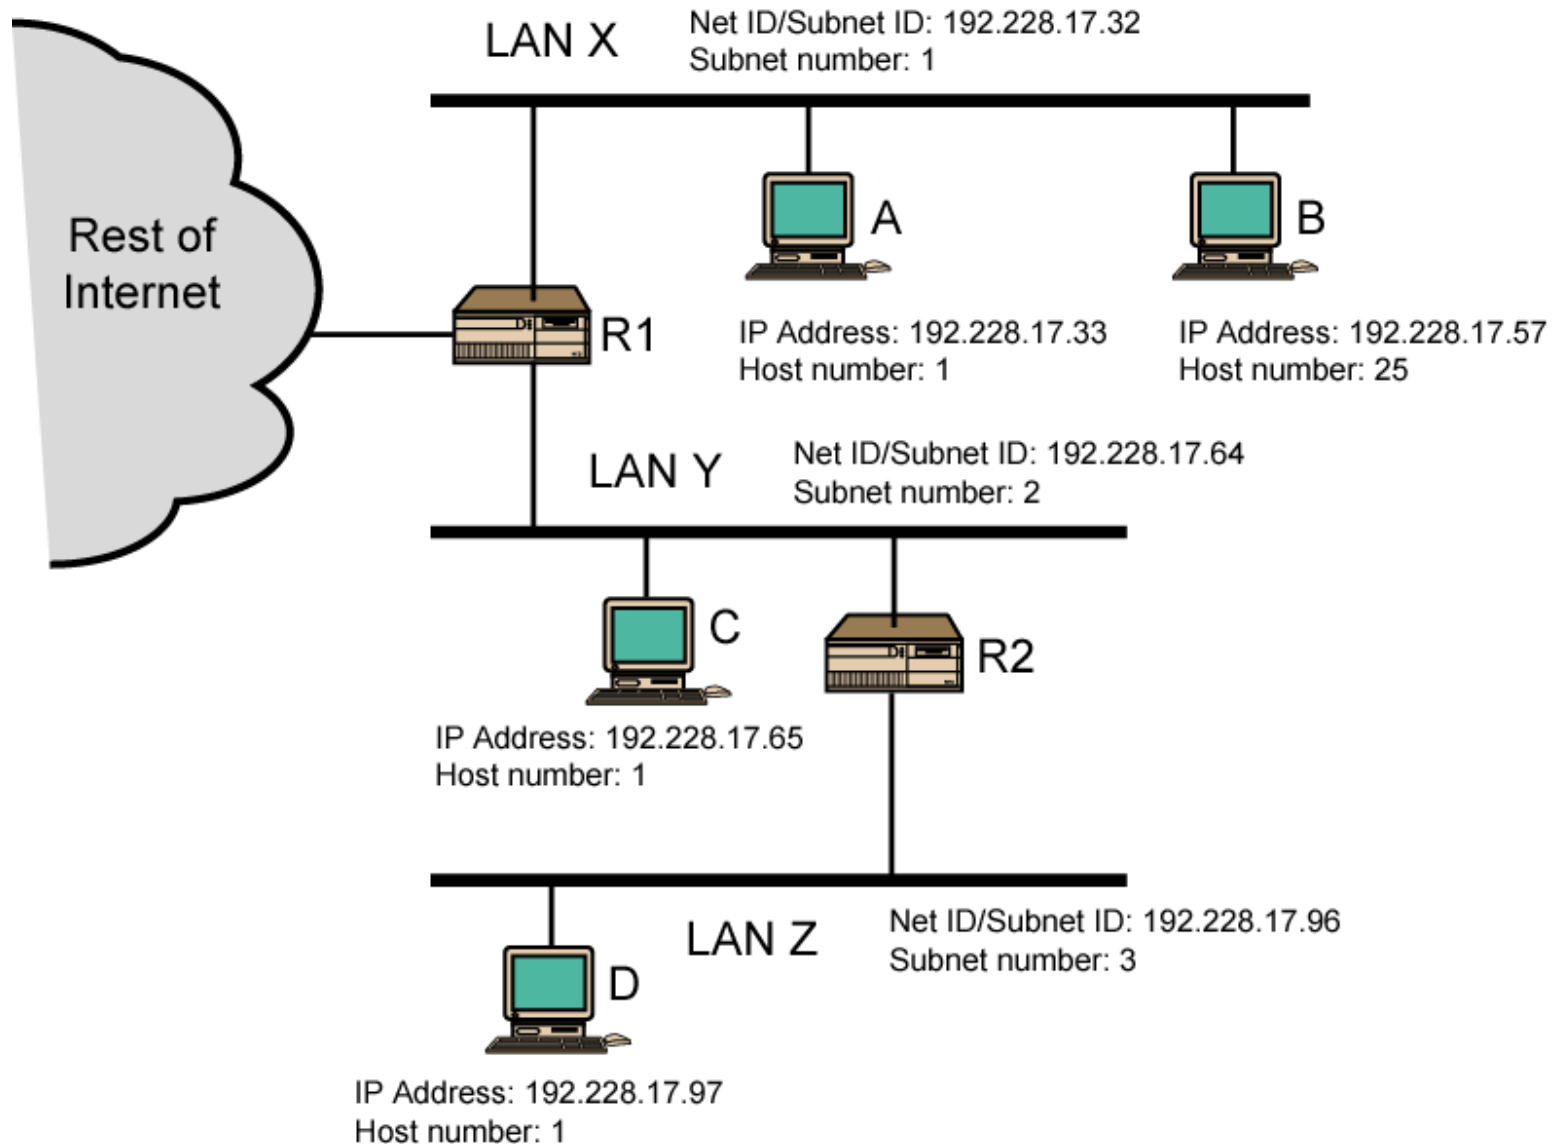 LAN X
Net ID/Subnet ID: 192.228.17.32
Subnet number: 1
Rest of
Internet
A
B
R1
IP Address: 192.228.17.33
Host number: 1
IP Address: 192.228.17.57
Host number: 25
LAN Y
Net ID/Subnet ID: 192.228.17.64
Subnet number: 2
C
R2
IP Address: 192.228.17.65
Host number: 1
LAN Z
Net ID/Subnet ID: 192.228.17.96
Subnet number: 3
D
IP Address: 192.228.17.97
Host number: 1